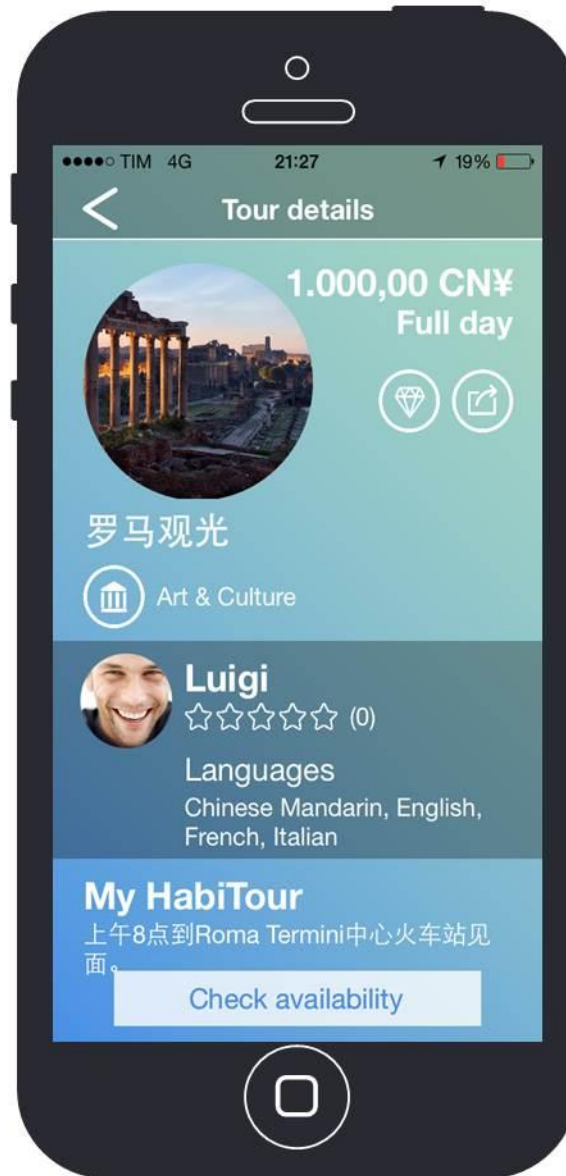 TIM 4G 21:27 19%
Tour details
1.000,00 CN¥
Full day
罗马观光
Art & Culture
Luigi
(0)
Languages
Chinese Mandarin, English,
French, Italian
My HabiTour
上午8点到Roma Termini中心火车站见
面。
Check availability